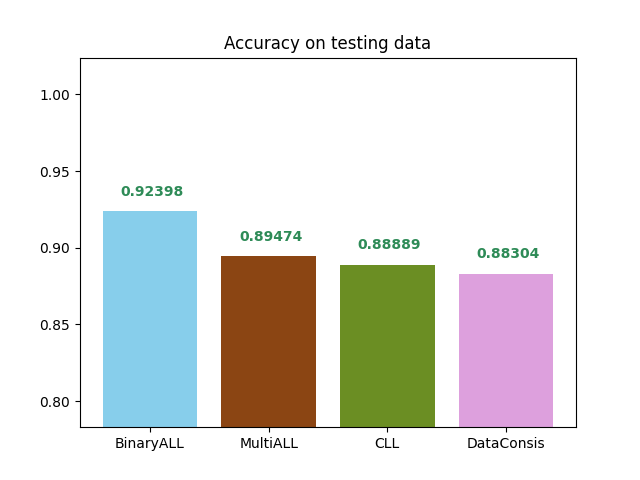 Accuracy on testing data
1.00
0.95
0.90
0.85
0.80
0.92398
0.89474
0.88889
0.88304
BinaryALL
MultiALL
CLL
DataConsis